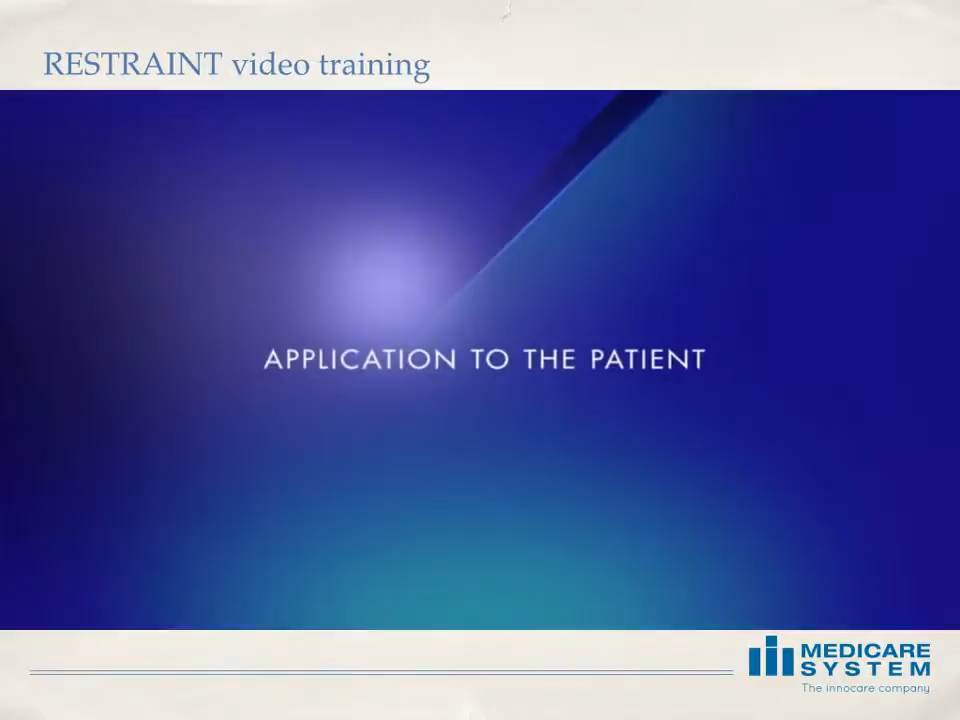 RESTRAINT video training
APPLICATION TO THE PATIENT
MEDICARE
SYSTEM
The innocare company